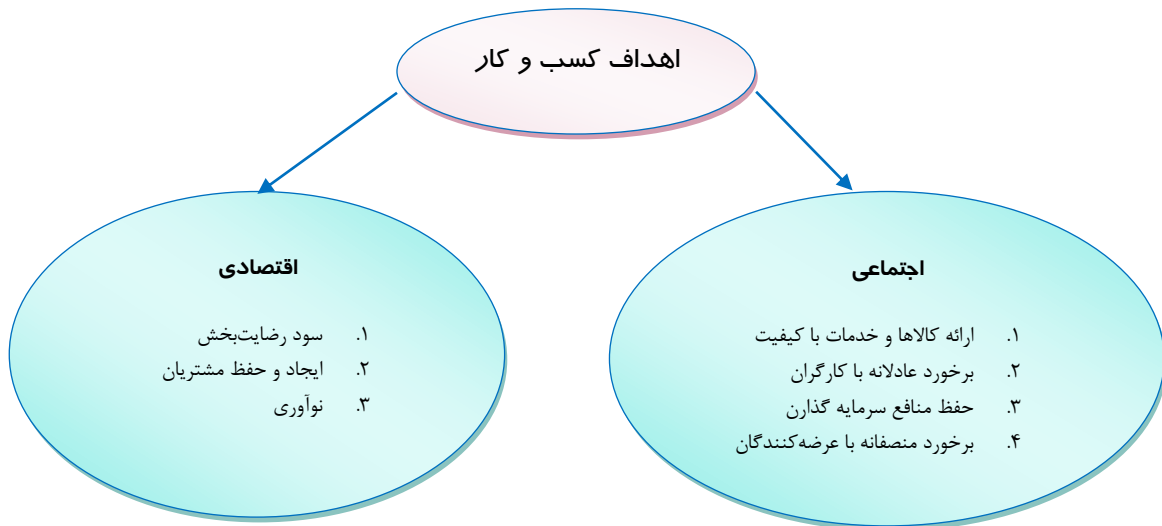 اهداف کسب و کار
اجتماعی
۱. ارائه کالاها و خدمات با کیفیت
۲. برخورد عادلانه با کارگران
۳. حفظ منافع سرمایه گذارن
۴. برخورد منصفانه با عرضه‌کنندگان
اقتصادی
۱. سود رضایت‌بخش
۲. ایجاد و حفظ مشتریان
۳. نوآوری